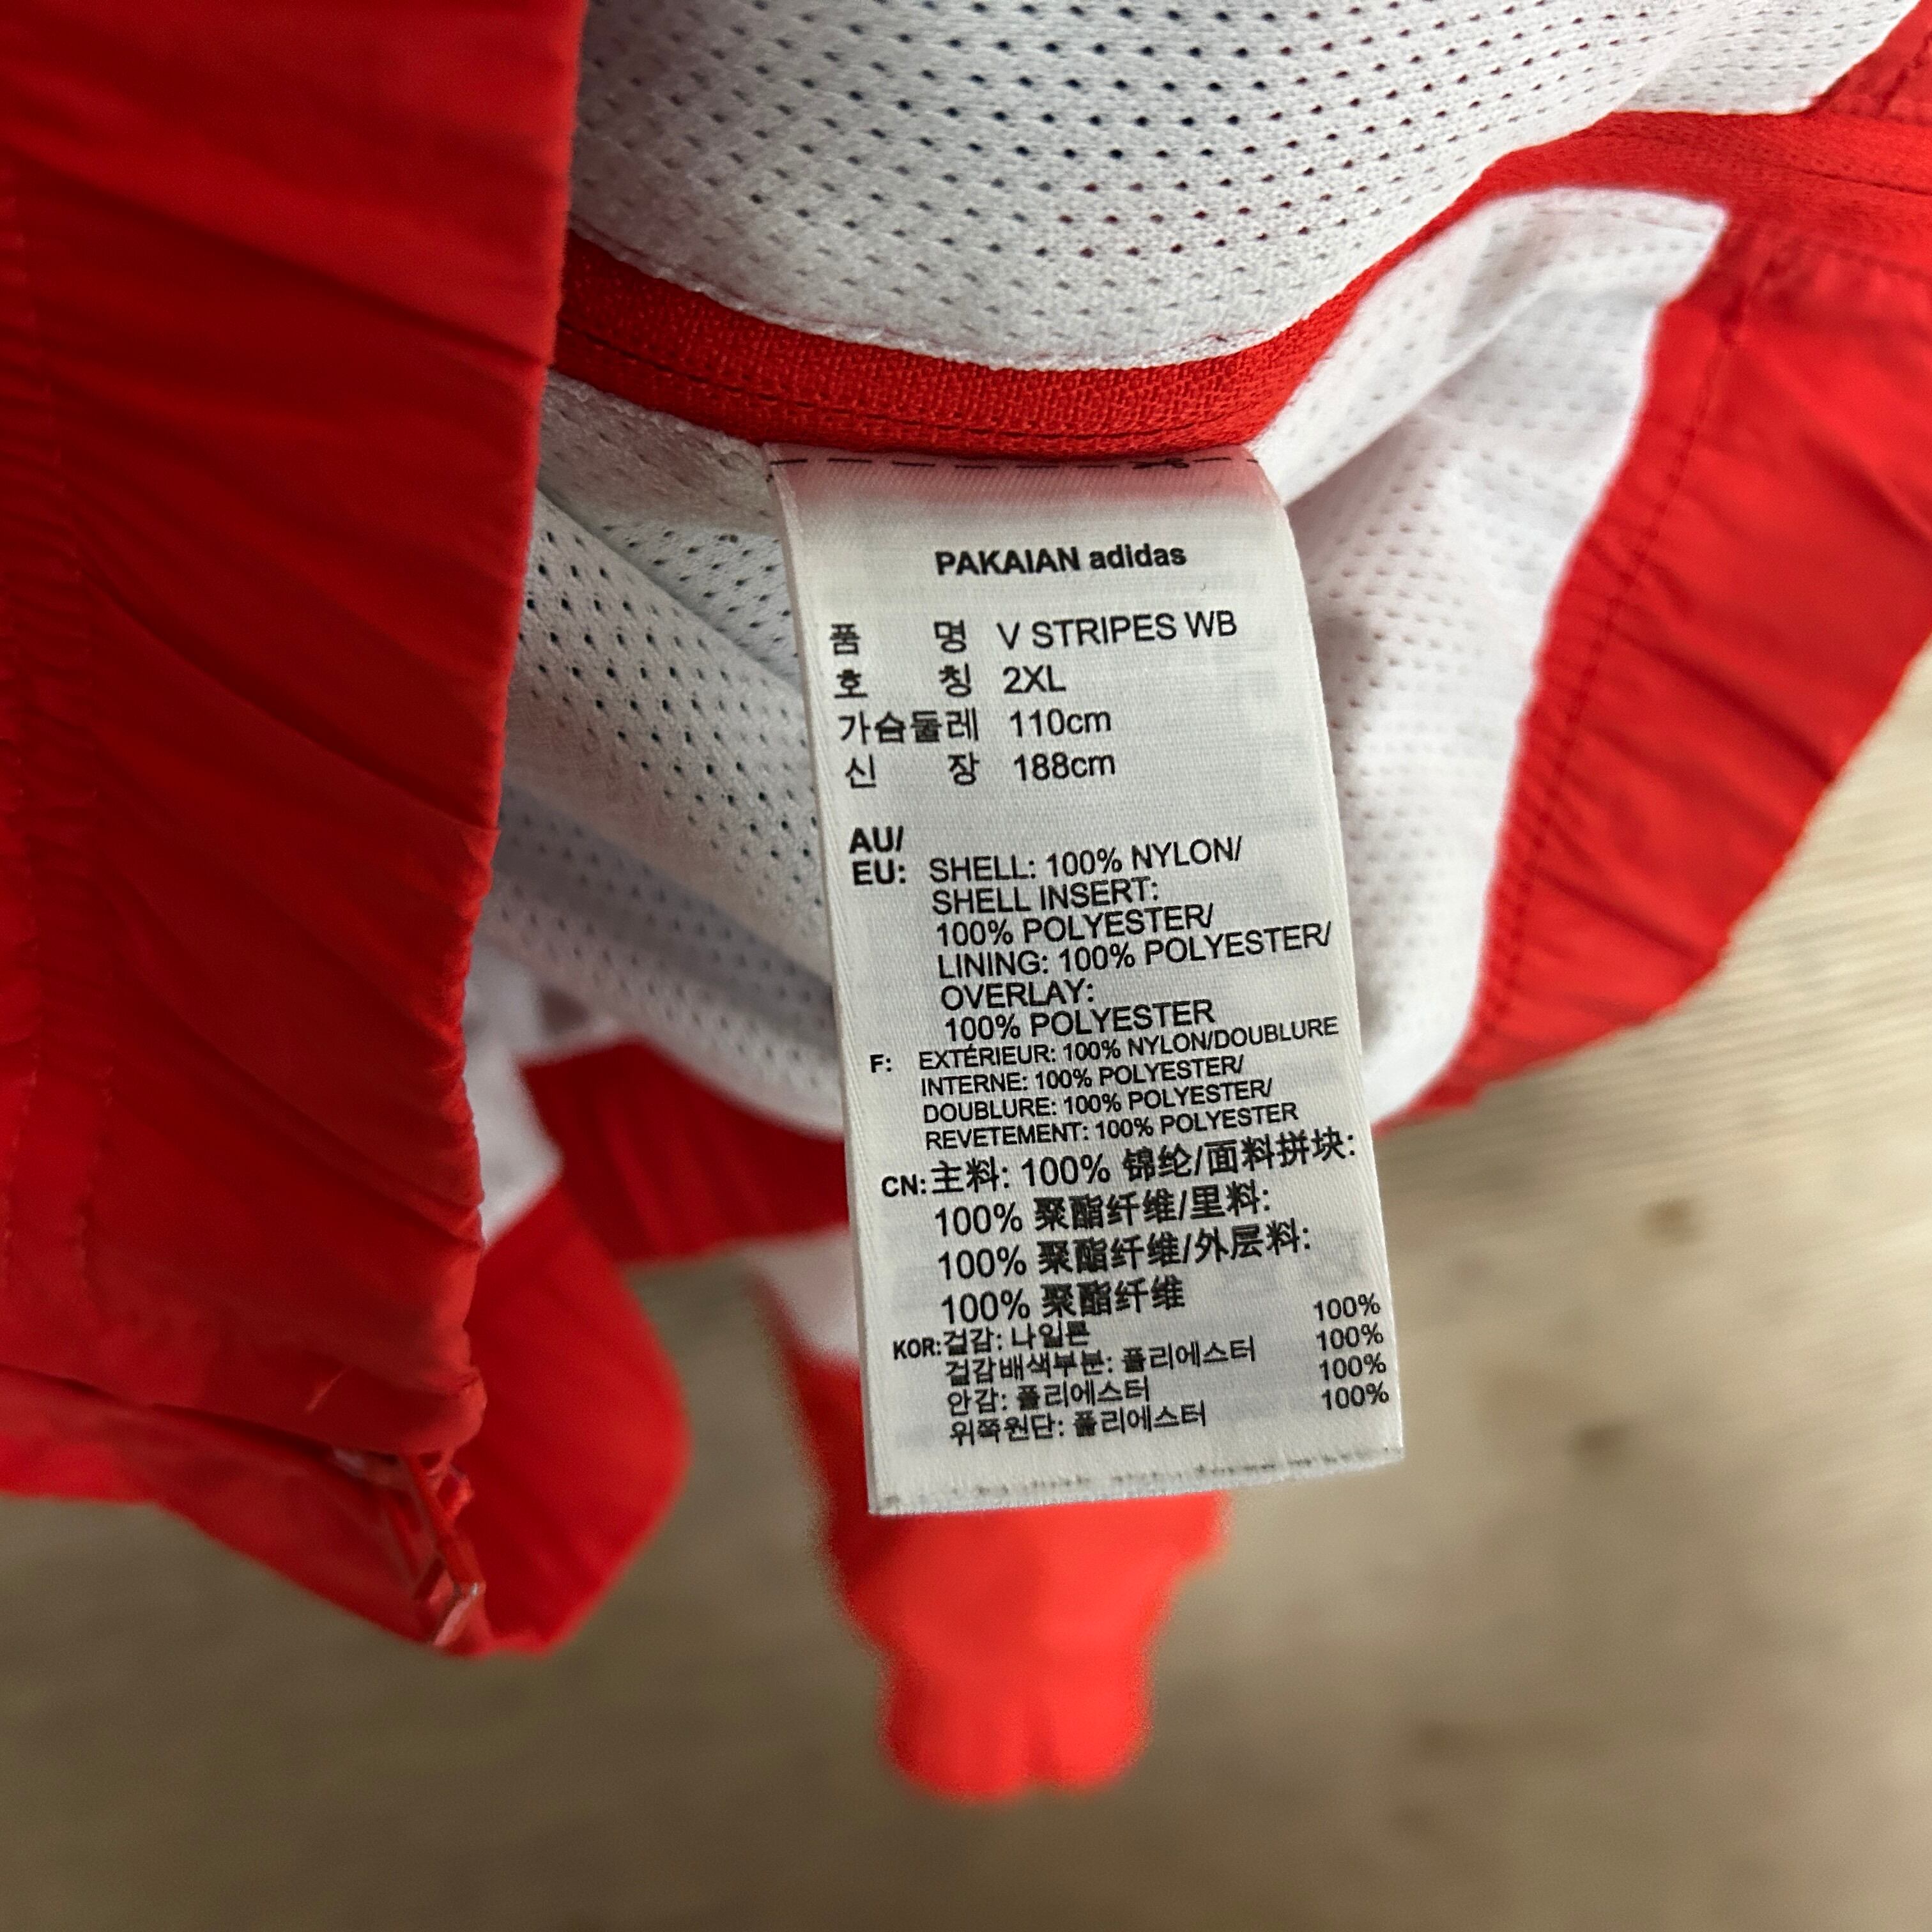 PAKAIAN adidas
품 명 V STRIPES WB
호 칭 2XL
가슴둘레 110cm
신 장 188cm
AU/
EU: SHELL: 100% NYLON/
SHELL INSERT:
100% POLYESTER/
LINING: 100% POLYESTER/
OVERLAY:
100% POLYESTER
F: EXTÉRIEUR: 100% NYLON/DOUBLURE
INTERNE: 100% POLYESTER/
DOUBLURE: 100% POLYESTER/
REVETEMENT: 100% POLYESTER
CN: 主料: 100% 锦纶/面料拼块:
100% 聚酯纤维/里料:
100% 聚酯纤维/外层料:
100% 聚酯纤维
KOR: 겉감: 나일론 100%
겉감배색부분: 폴리에스터 100%
안감: 폴리에스터 100%
위쪽원단: 폴리에스터 100%